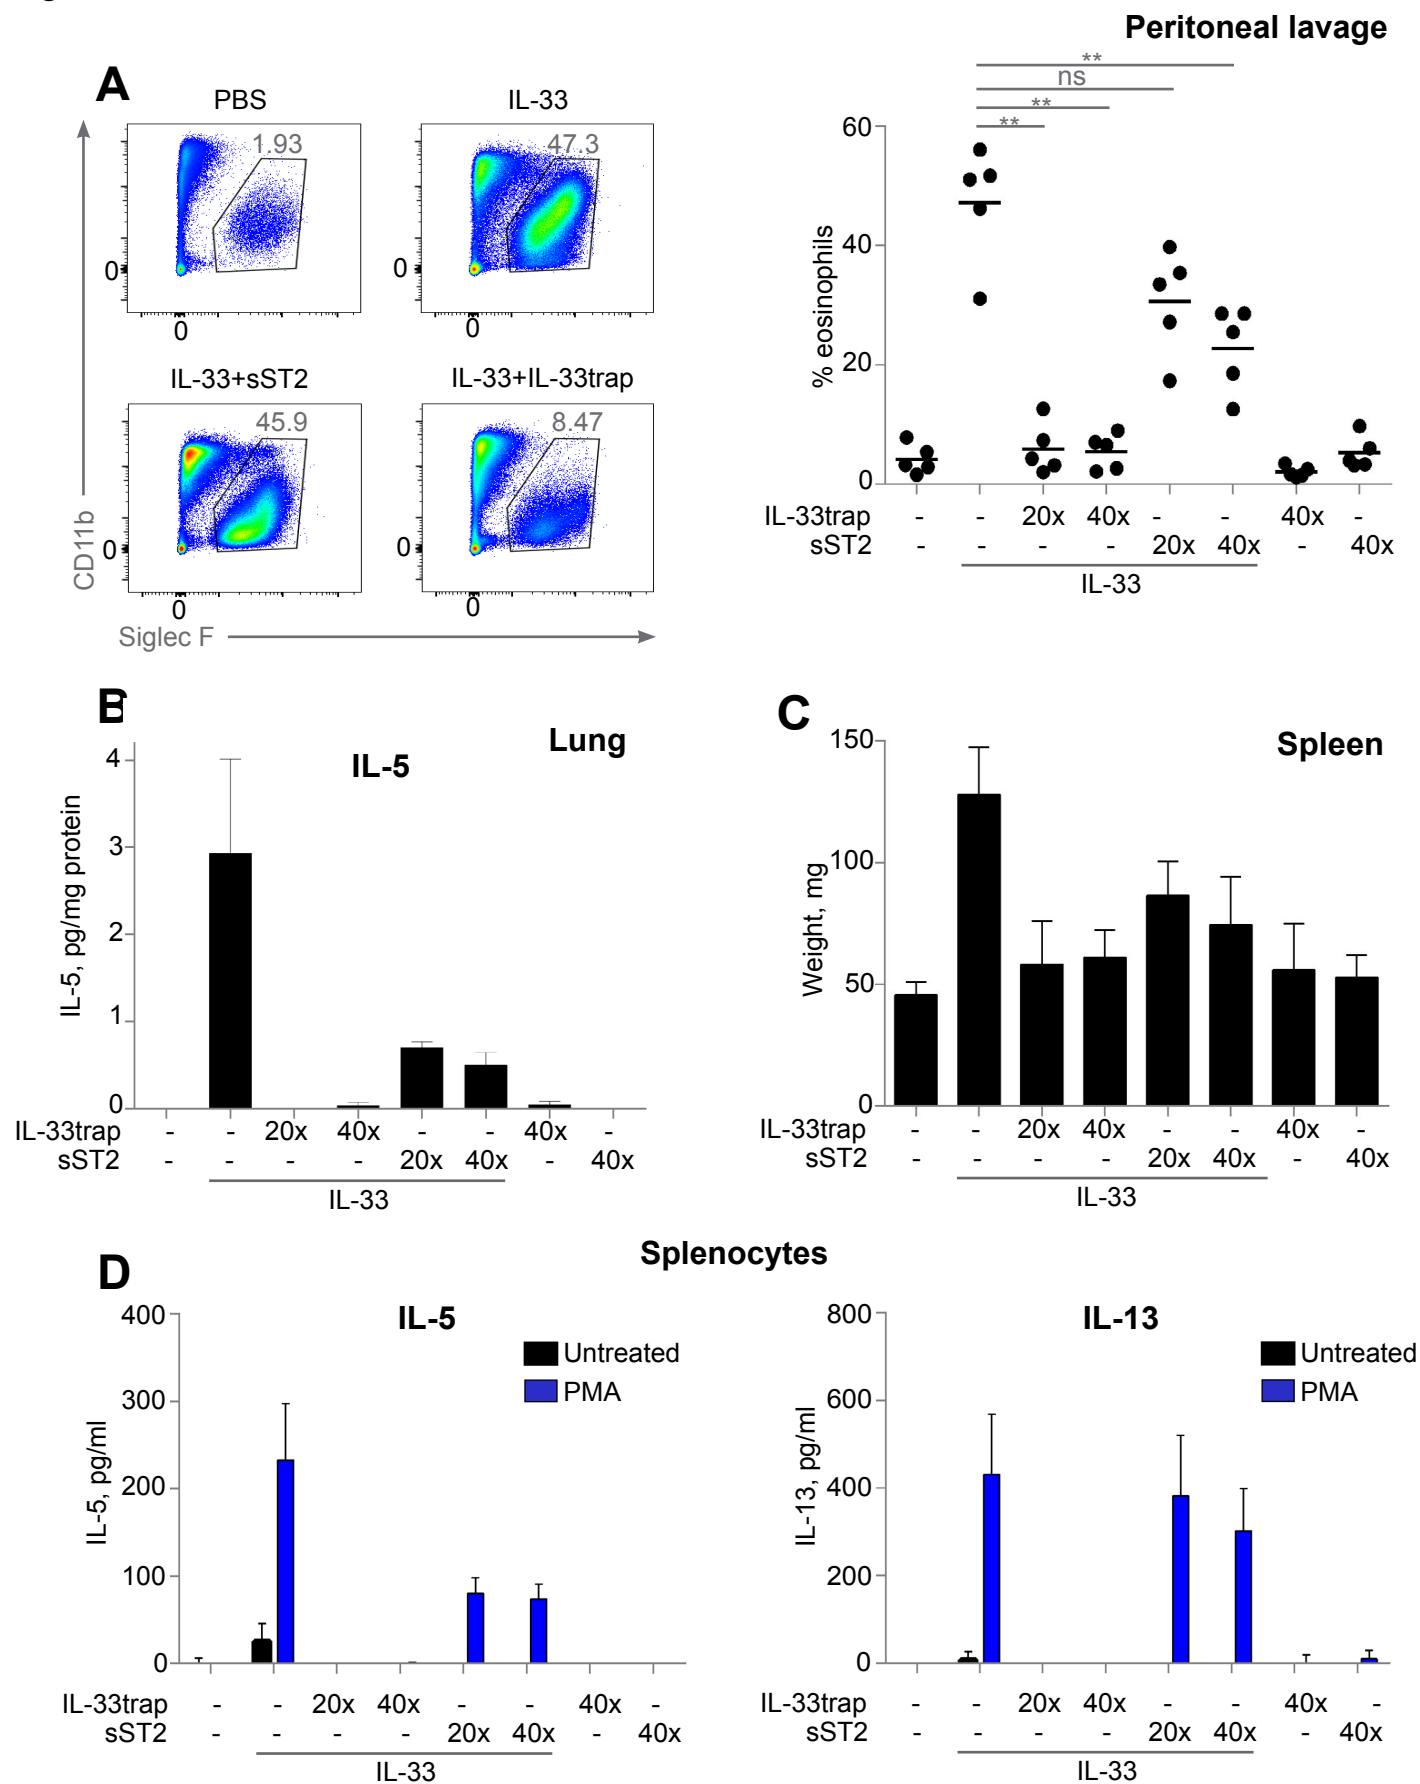 Peritoneal lavage
A
PBS
IL-33
1.93
47.3
0
0
0
0
IL-33+sST2
IL-33+IL-33trap
45.9
8.47
0
0
0
0
CD11b
Siglec F
**
ns
**
**
% eosinophils
60
40
20
0
IL-33trap - - 20x 40x - - 40x -
sST2 - - - - 20x 40x - 40x
IL-33
B
Lung
IL-5
IL-5, pg/mg protein
4
3
2
1
0
IL-33trap - - 20x 40x - - 40x -
sST2 - - - - 20x 40x - 40x
IL-33
C
Spleen
Weight, mg
150
100
50
0
IL-33trap - - 20x 40x - - 40x -
sST2 - - - - 20x 40x - 40x
IL-33
D
Splenocytes
IL-5
Untreated
PMA
IL-5, pg/ml
400
300
200
100
0
IL-33trap - - 20x 40x - - 40x -
sST2 - - - - 20x 40x - 40x
IL-33
IL-13
Untreated
PMA
IL-13, pg/ml
800
600
400
200
0
IL-33trap - - 20x 40x - - 40x -
sST2 - - - - 20x 40x - 40x
IL-33